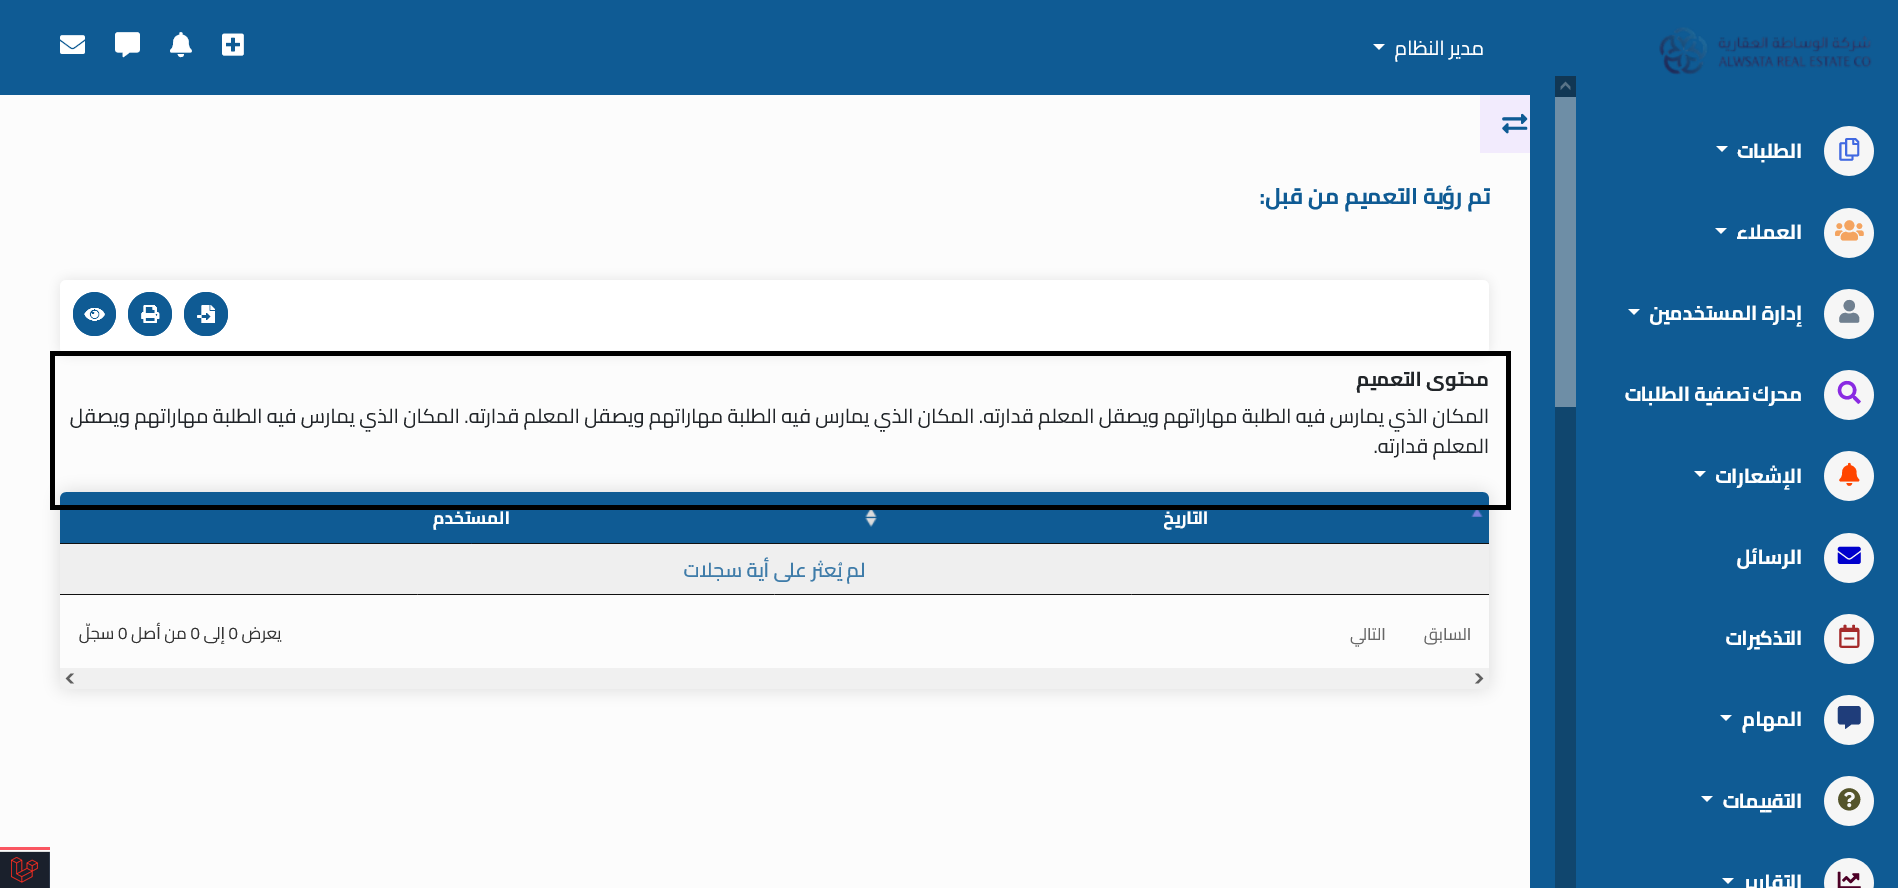 شركة الوساطة العقارية
ALWSATA REAL ESTATE CO
مدير النظام
الطلبات
العملاء
إدارة المستخدمين
محرك تصفية الطلبات
الإشعارات
الرسائل
التذكيرات
المهام
التقييمات
التقارير
تم رؤية التعميم من قبل:
محتوى التعميم
المكان الذي يمارس فيه الطلبة مهاراتهم ويصقل المعلم قدارته. المكان الذي يمارس فيه الطلبة مهاراتهم ويصقل المعلم قدارته. المكان الذي يمارس فيه الطلبة مهاراتهم ويصقل
المعلم قدارته.
التاريخ المستخدم
لم يُعثر على أية سجلات
السابق التالي يعرض 0 إلى 0 من أصل 0 سجلّ